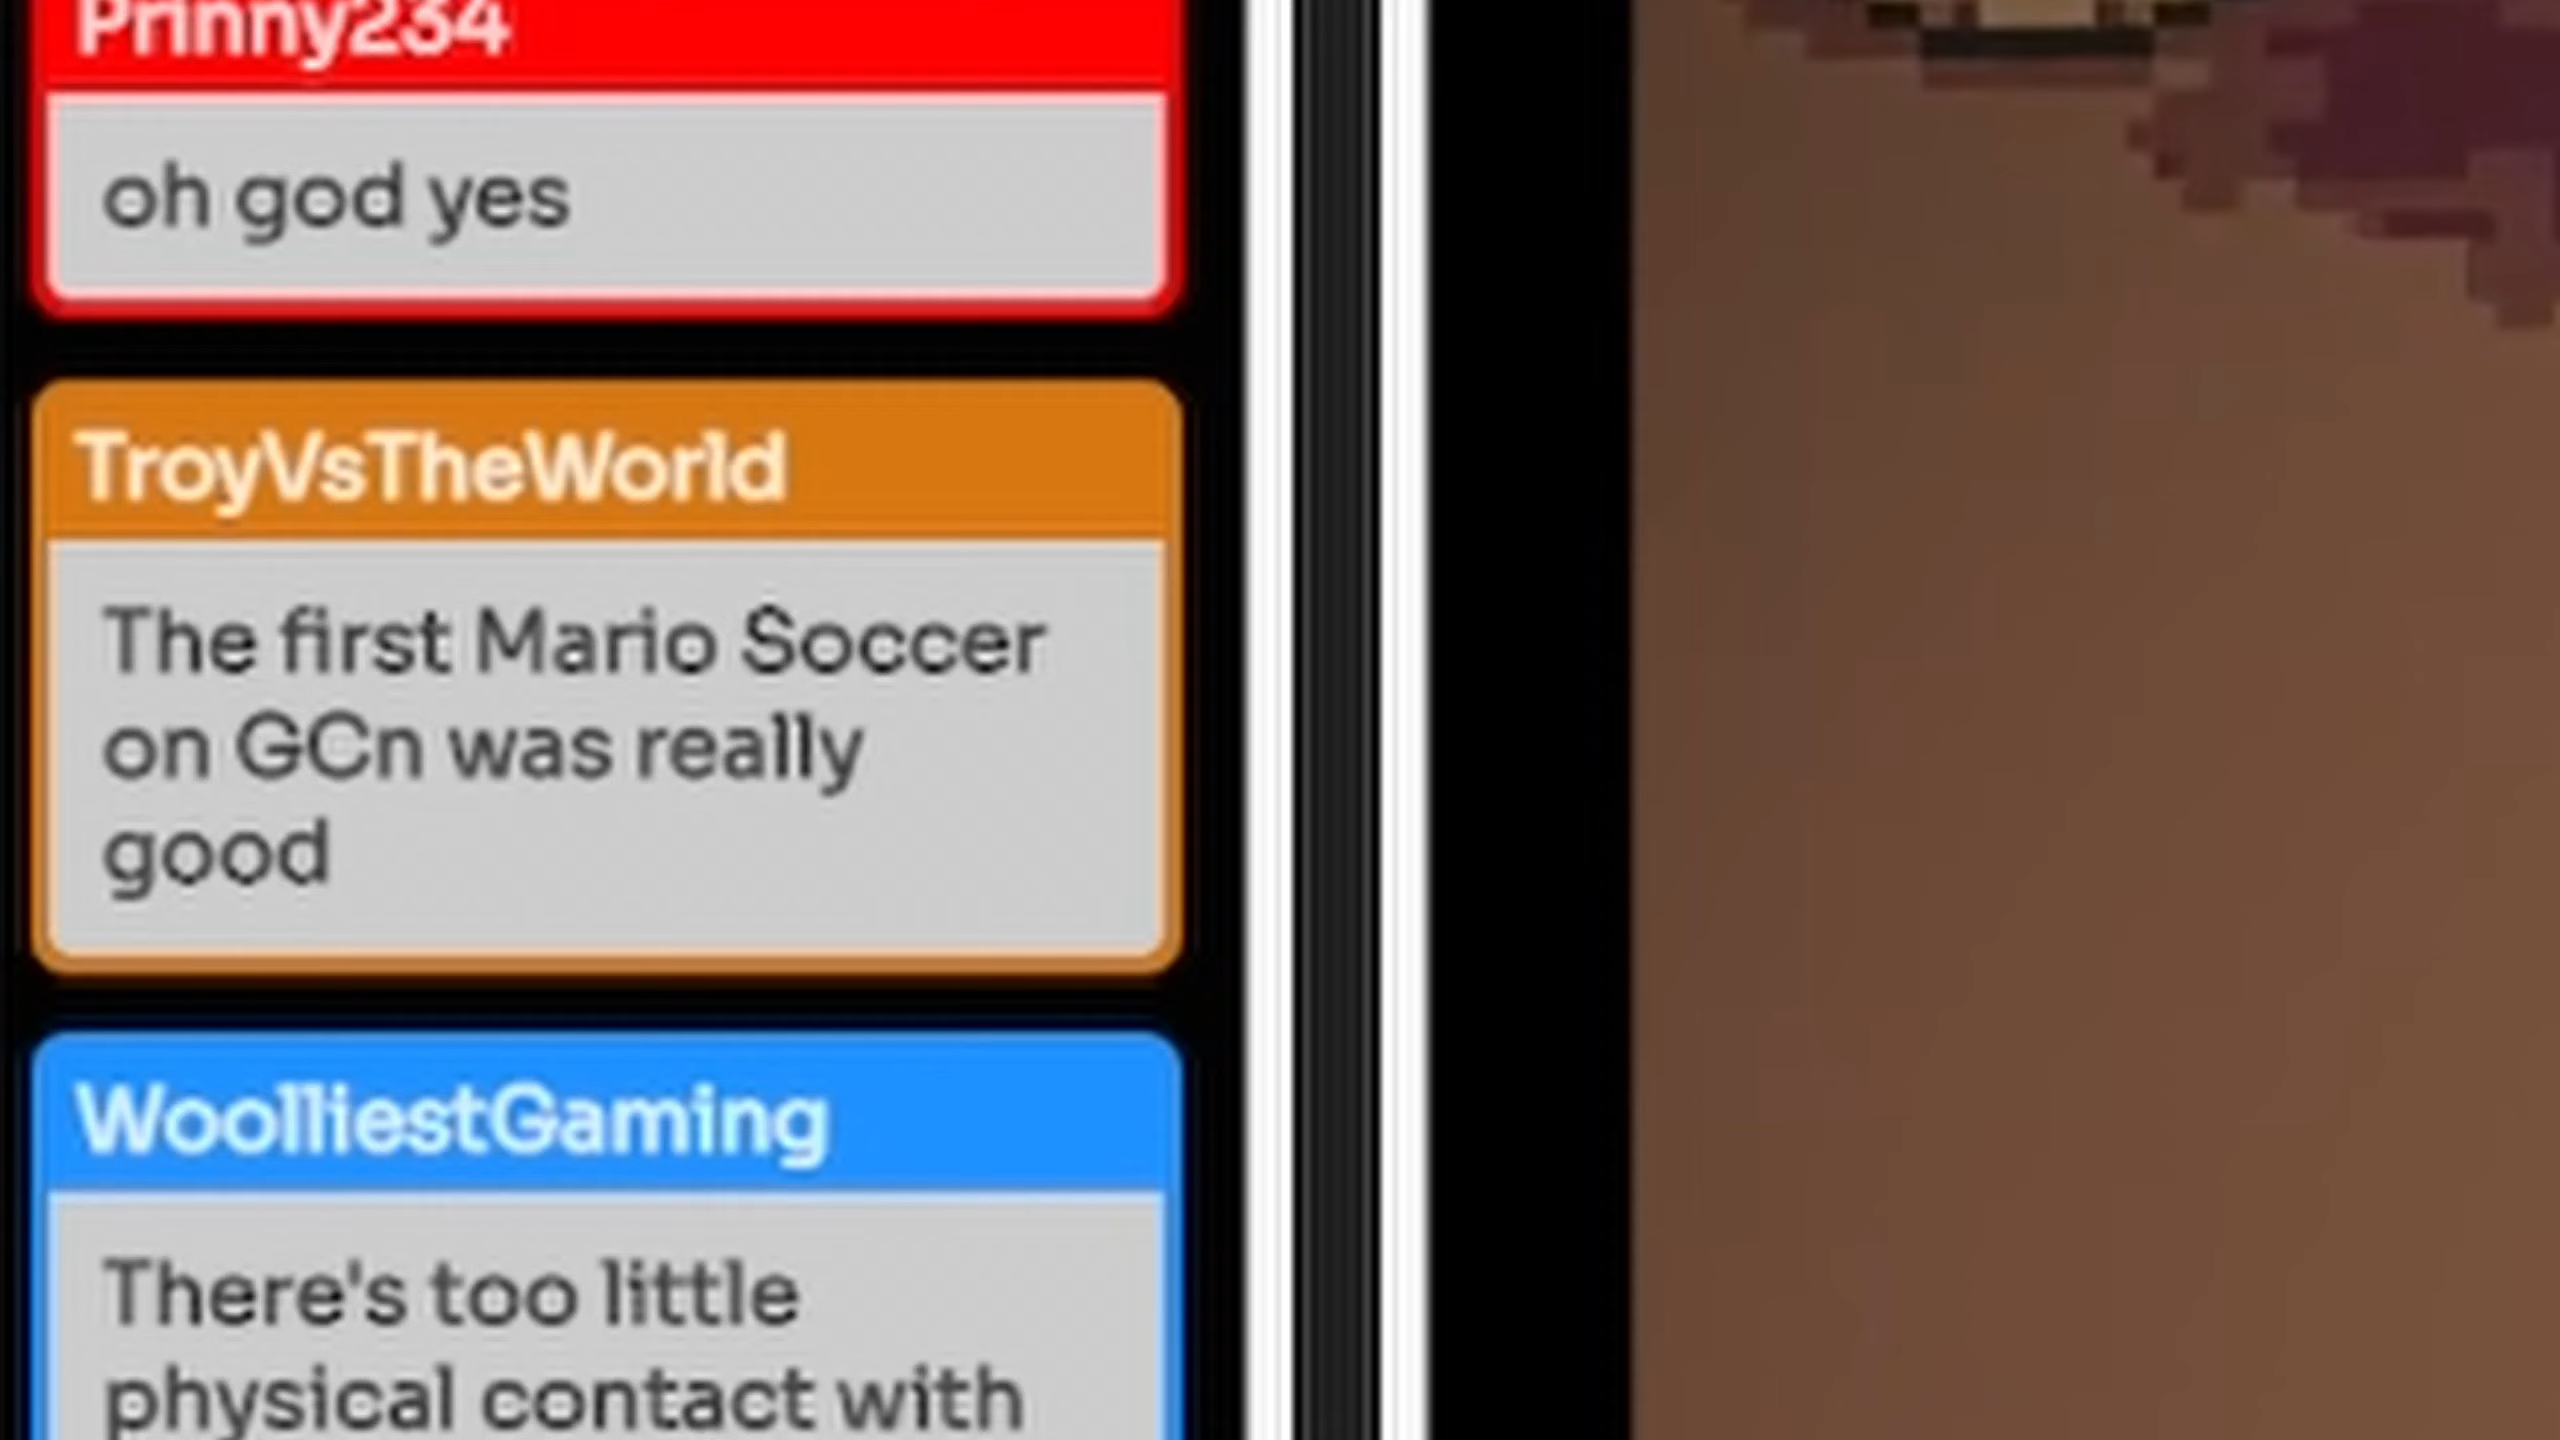 Prinny234
oh god yes
TroyVsTheWorld
The first Mario Soccer
on GCn was really
good
WoolliestGaming
There's too little
physical contact with